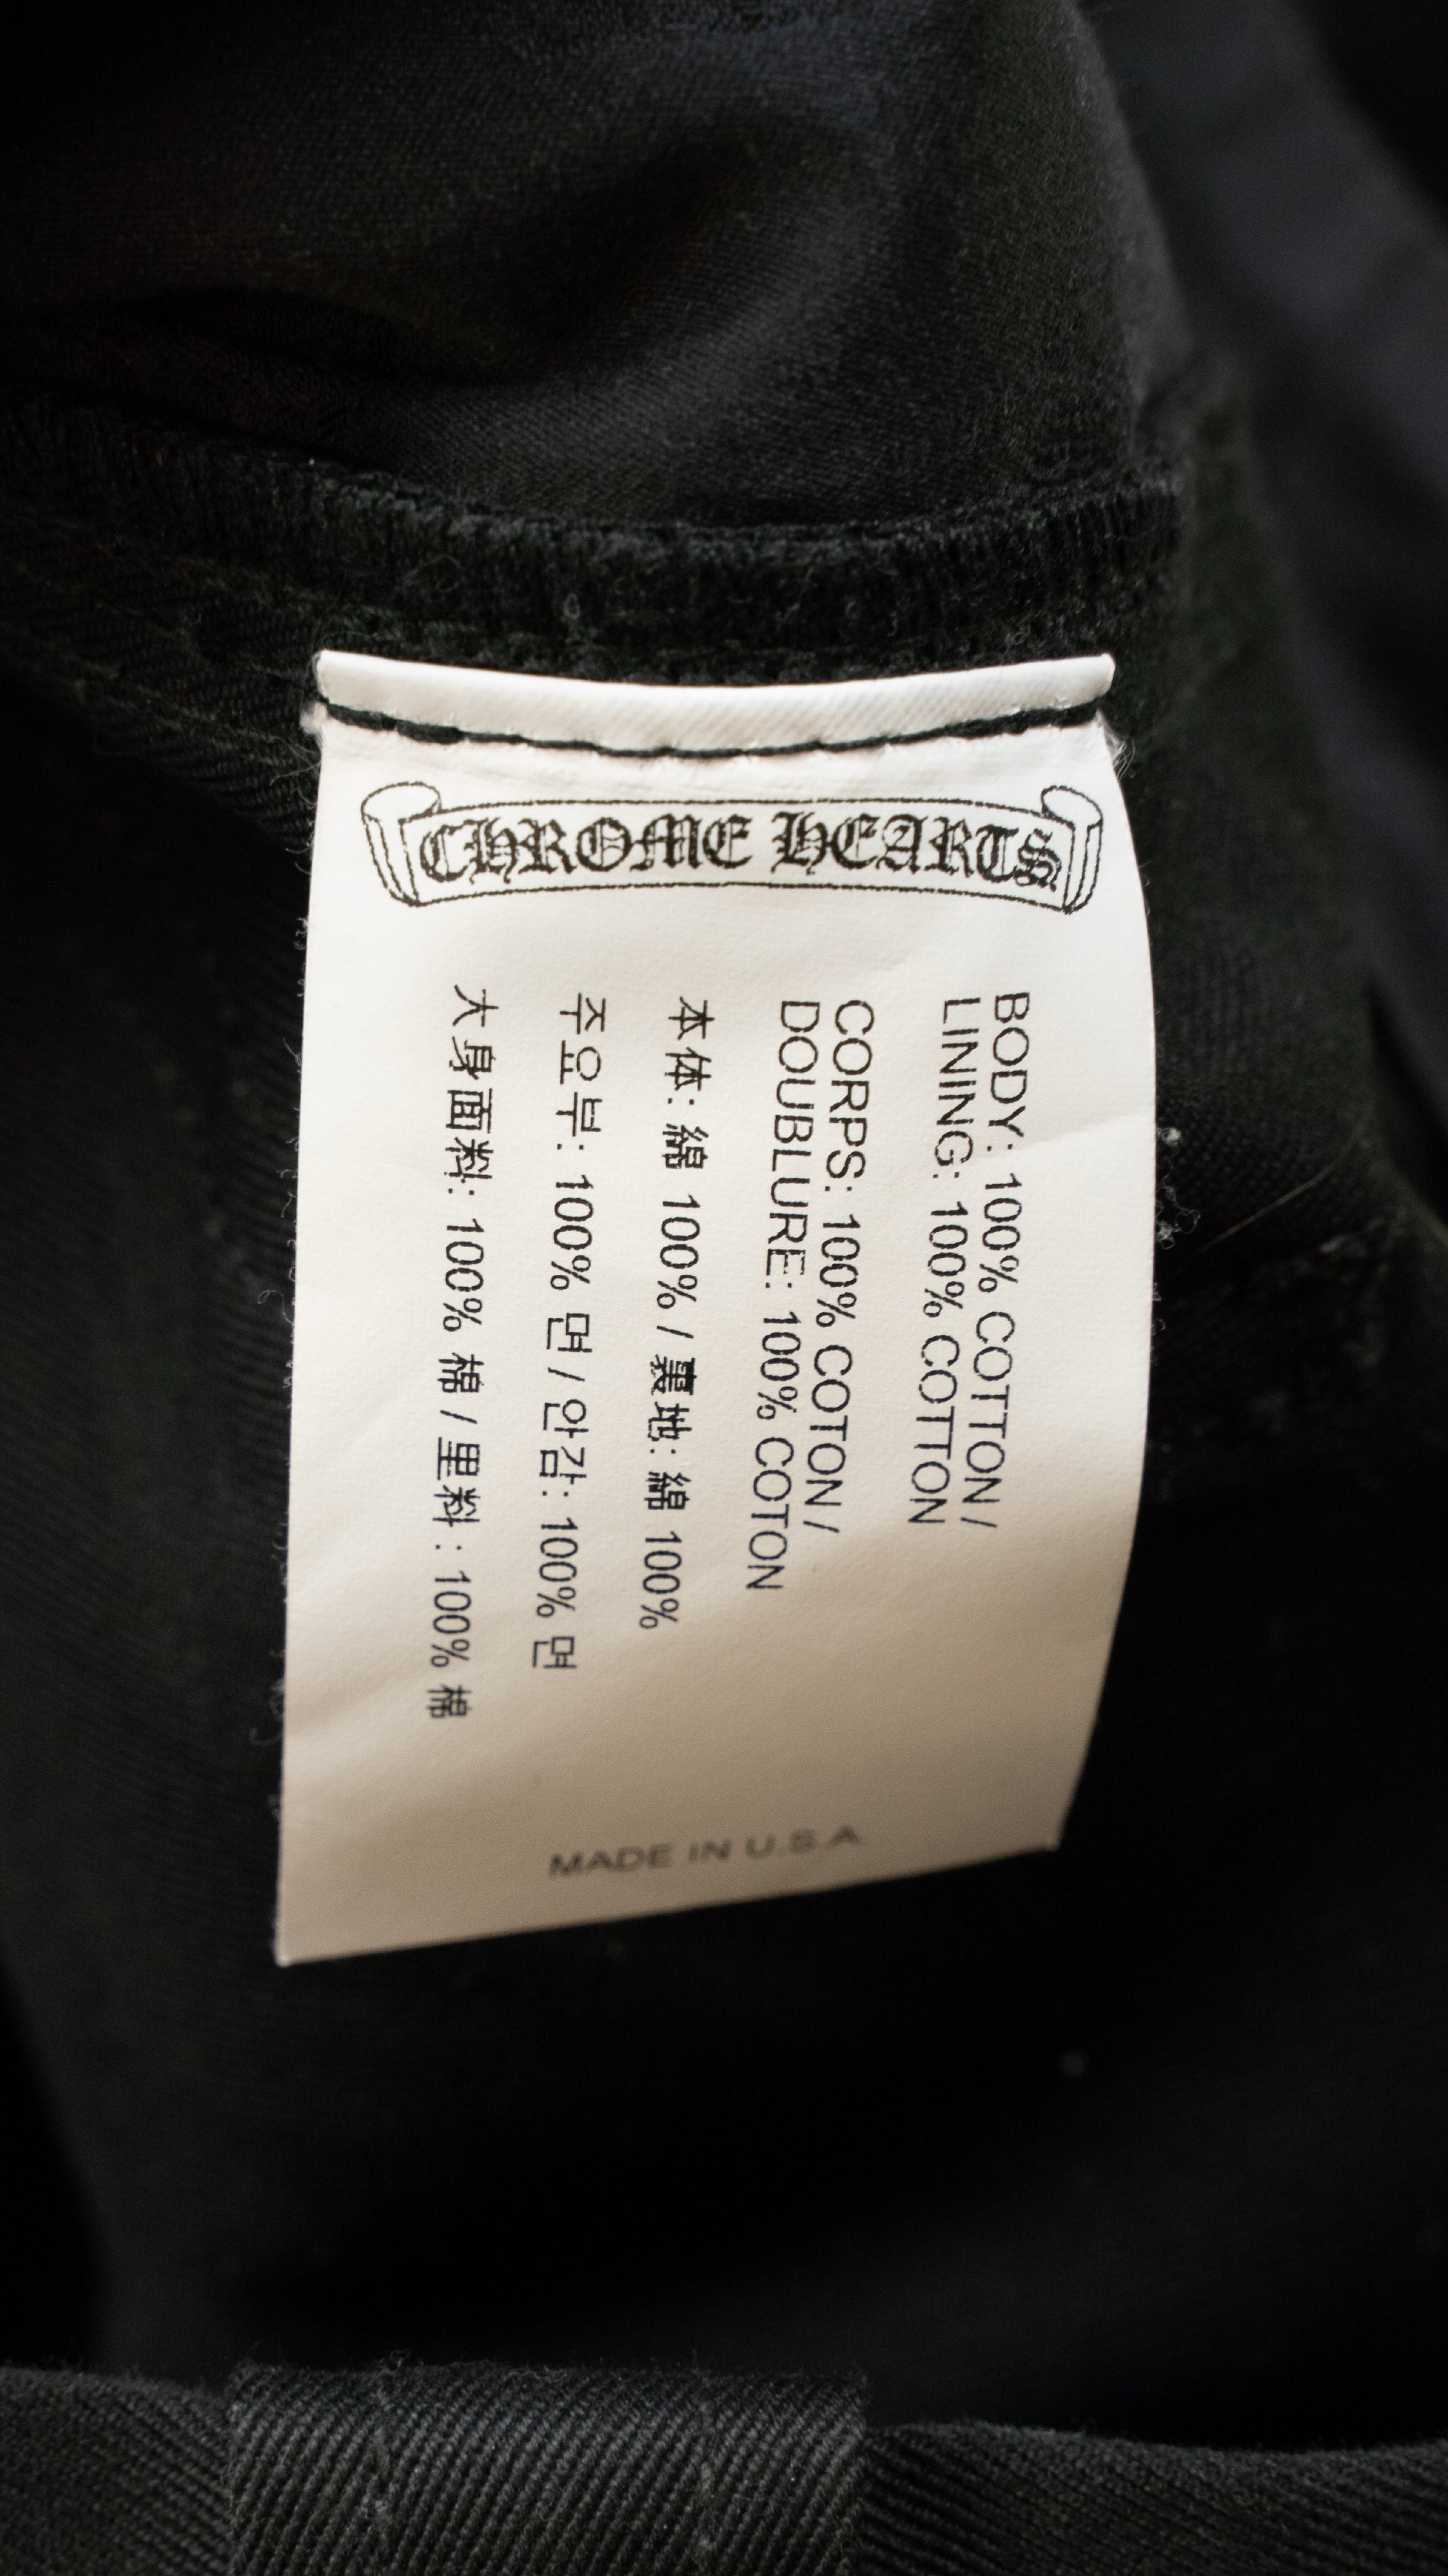 CHROME HEARTS
BODY: 100% COTTON /
LINING: 100% COTTON
CORPS: 100% COTON /
DOUBLURE: 100% COTON
本体: 綿 100% / 裏地: 綿 100%
주요부: 100% 면 / 안감: 100% 면
大身面料: 100% 棉 / 里料 : 100% 棉
MADE IN U.S.A